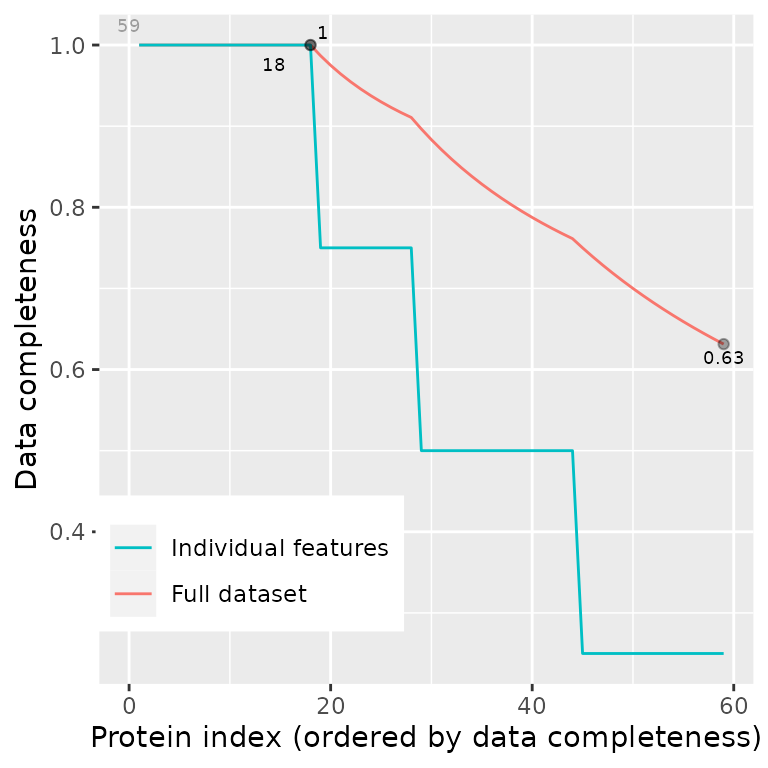 59
1
18
0.63
1.0
0.8
0.6
0.4
Data completeness
Individual features
Full dataset
0 20 40 60
Protein index (ordered by data completeness)